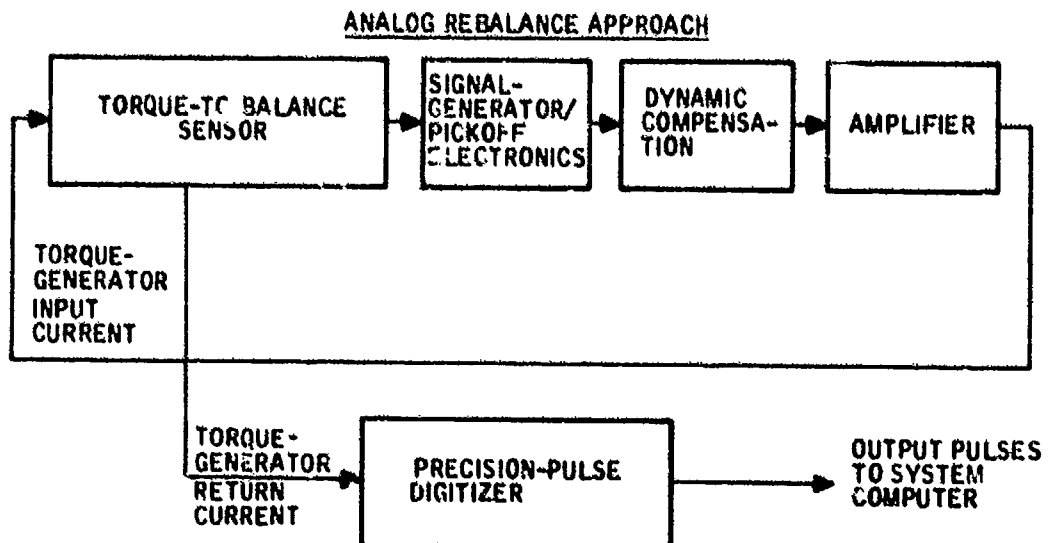 ANALOG REBALANCE APPROACH
TORQUE-TO BALANCE
SENSOR
SIGNAL-
GENERATOR/
PICKOFF
ELECTRONICS
DYNAMIC
COMPENSA-
TION
AMPLIFIER
TORQUE-
GENERATOR
INPUT
CURRENT
TORQUE-
GENERATOR
RETURN
CURRENT
PRECISION-PULSE
DIGITIZER
OUTPUT PULSES
TO SYSTEM
COMPUTER